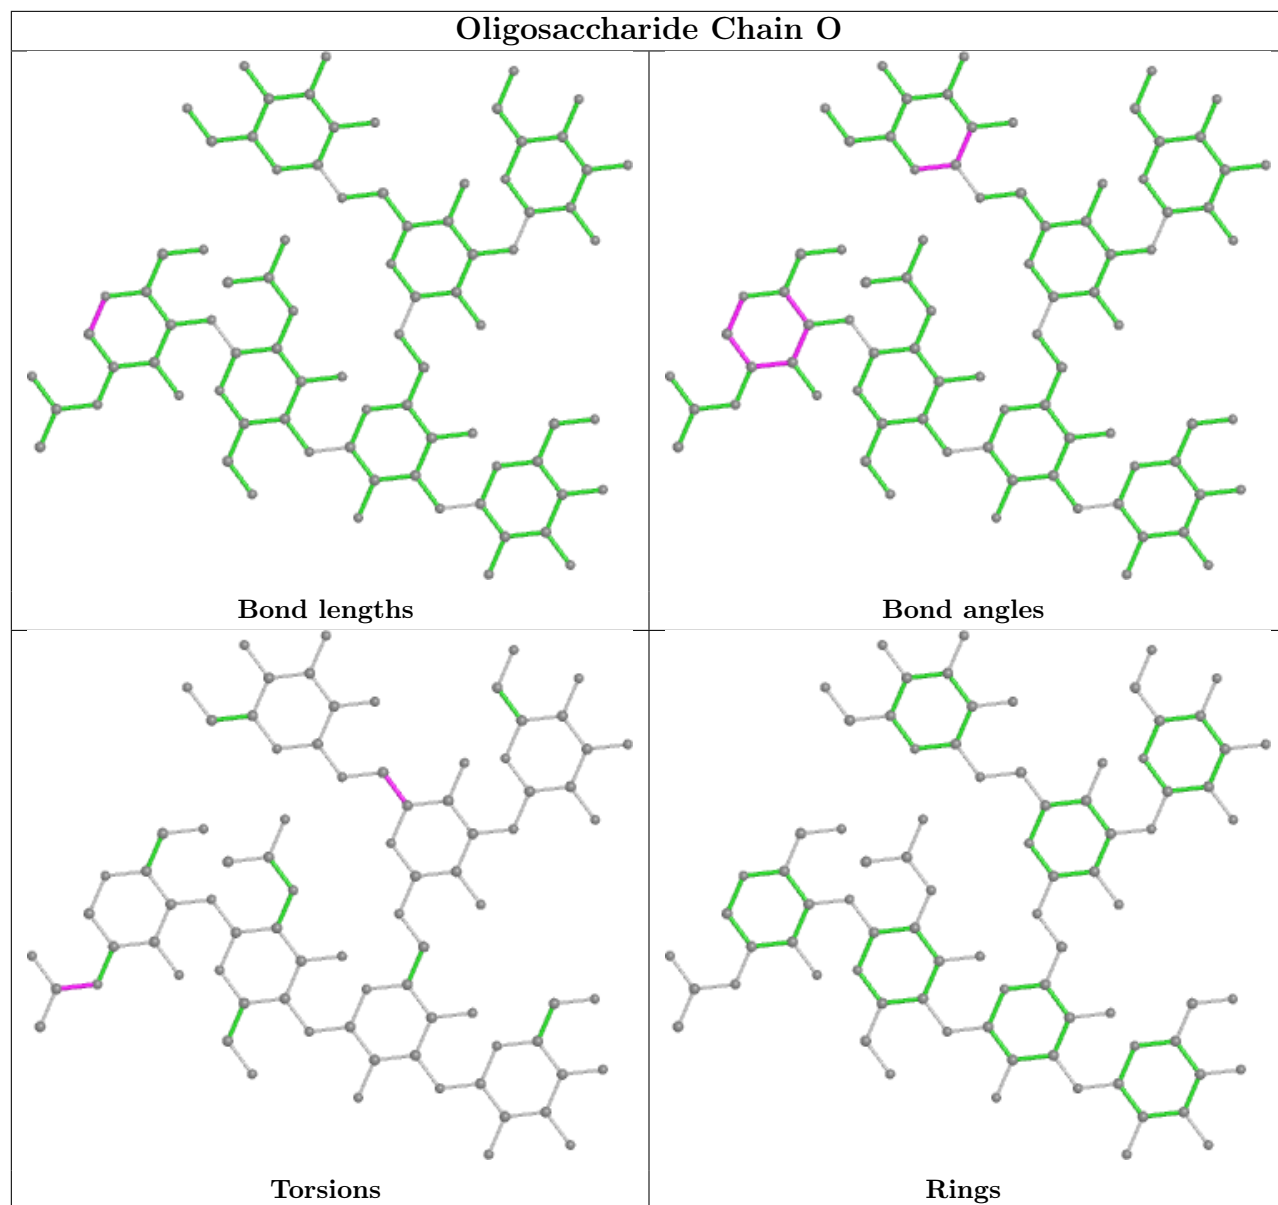 Oligosaccharide Chain O
Bond lengths
Bond angles
Torsions
Rings